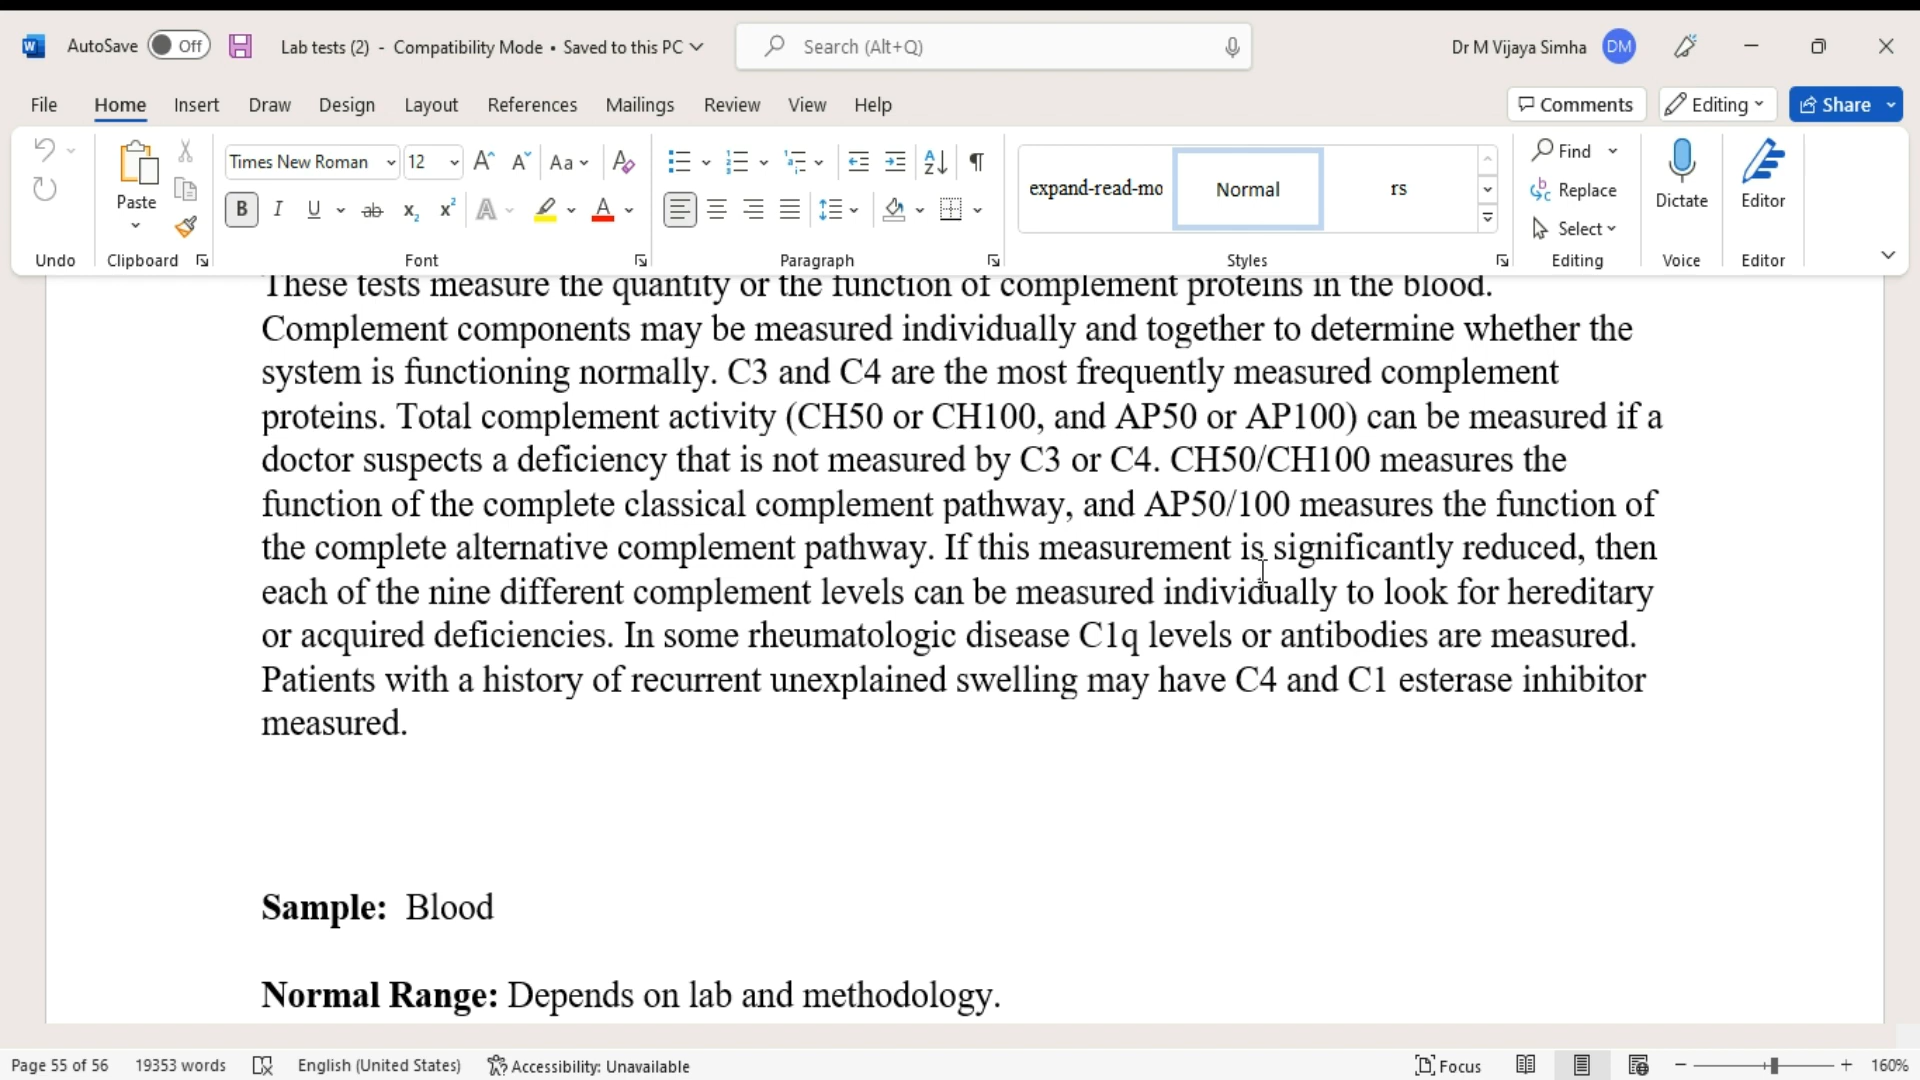 AutoSave Off Lab tests (2) - Compatibility Mode • Saved to this PC Search (Alt+Q) Dr M Vijaya Simha DM
File Home Insert Draw Design Layout References Mailings Review View Help Comments Editing Share
Times New Roman 12 Aa expand-read-mo Normal rs Find
Paste B I U ab x₂ x² A A Replace Dictate Editor
Select
Undo Clipboard Font Paragraph Styles Editing Voice Editor
These tests measure the quantity or the function of complement proteins in the blood.
Complement components may be measured individually and together to determine whether the
system is functioning normally. C3 and C4 are the most frequently measured complement
proteins. Total complement activity (CH50 or CH100, and AP50 or AP100) can be measured if a
doctor suspects a deficiency that is not measured by C3 or C4. CH50/CH100 measures the
function of the complete classical complement pathway, and AP50/100 measures the function of
the complete alternative complement pathway. If this measurement is significantly reduced, then
each of the nine different complement levels can be measured individually to look for hereditary
or acquired deficiencies. In some rheumatologic disease C1q levels or antibodies are measured.
Patients with a history of recurrent unexplained swelling may have C4 and C1 esterase inhibitor
measured.
Sample: Blood
Normal Range: Depends on lab and methodology.
Page 55 of 56 19353 words English (United States) Accessibility: Unavailable Focus 160%